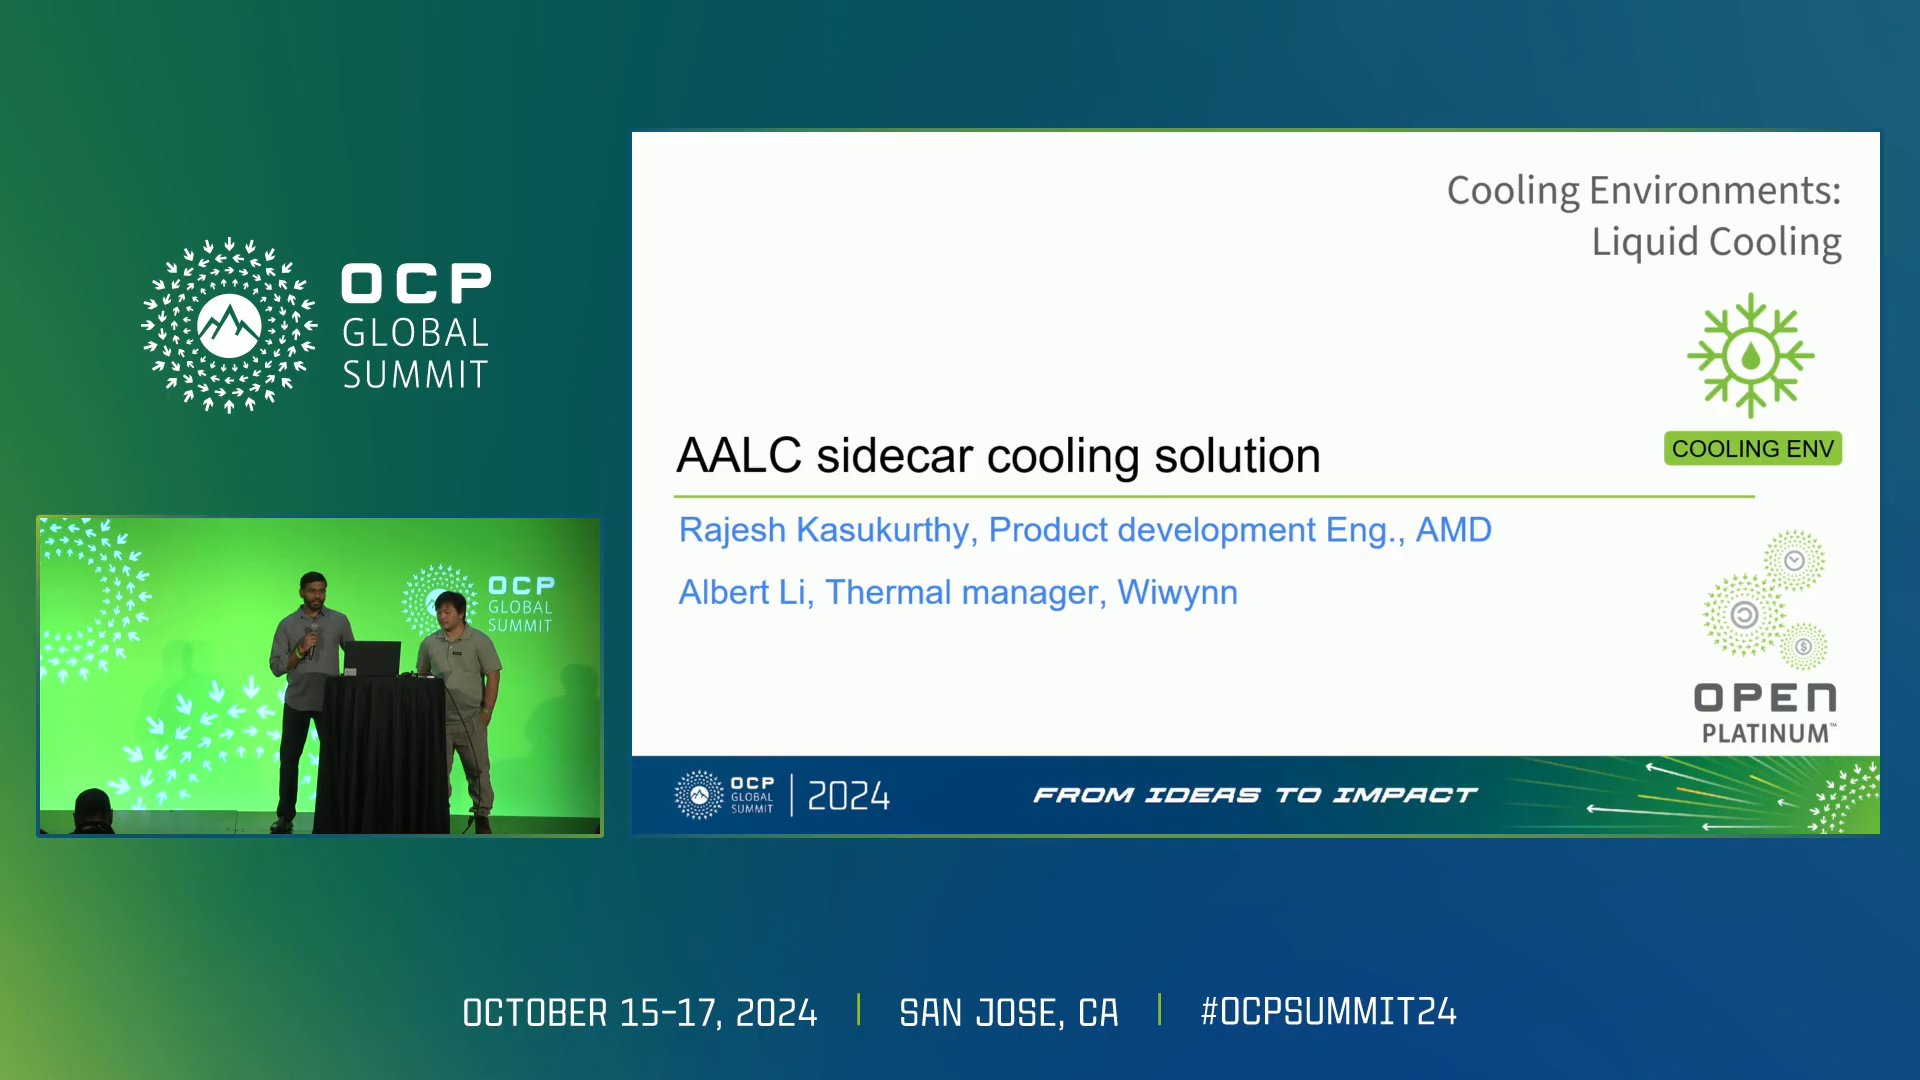 OCP
GLOBAL
SUMMIT
OCP
GLOBAL
SUMMIT
Cooling Environments:
Liquid Cooling
COOLING ENV
AALC sidecar cooling solution
Rajesh Kasukurthy, Product development Eng., AMD
Albert Li, Thermal manager, Wiwynn
OPEN
PLATINUM™
OCP
GLOBAL
SUMMIT
2024
FROM IDEAS TO IMPACT
OCTOBER 15-17, 2024
SAN JOSE, CA
#OCPSUMMIT24